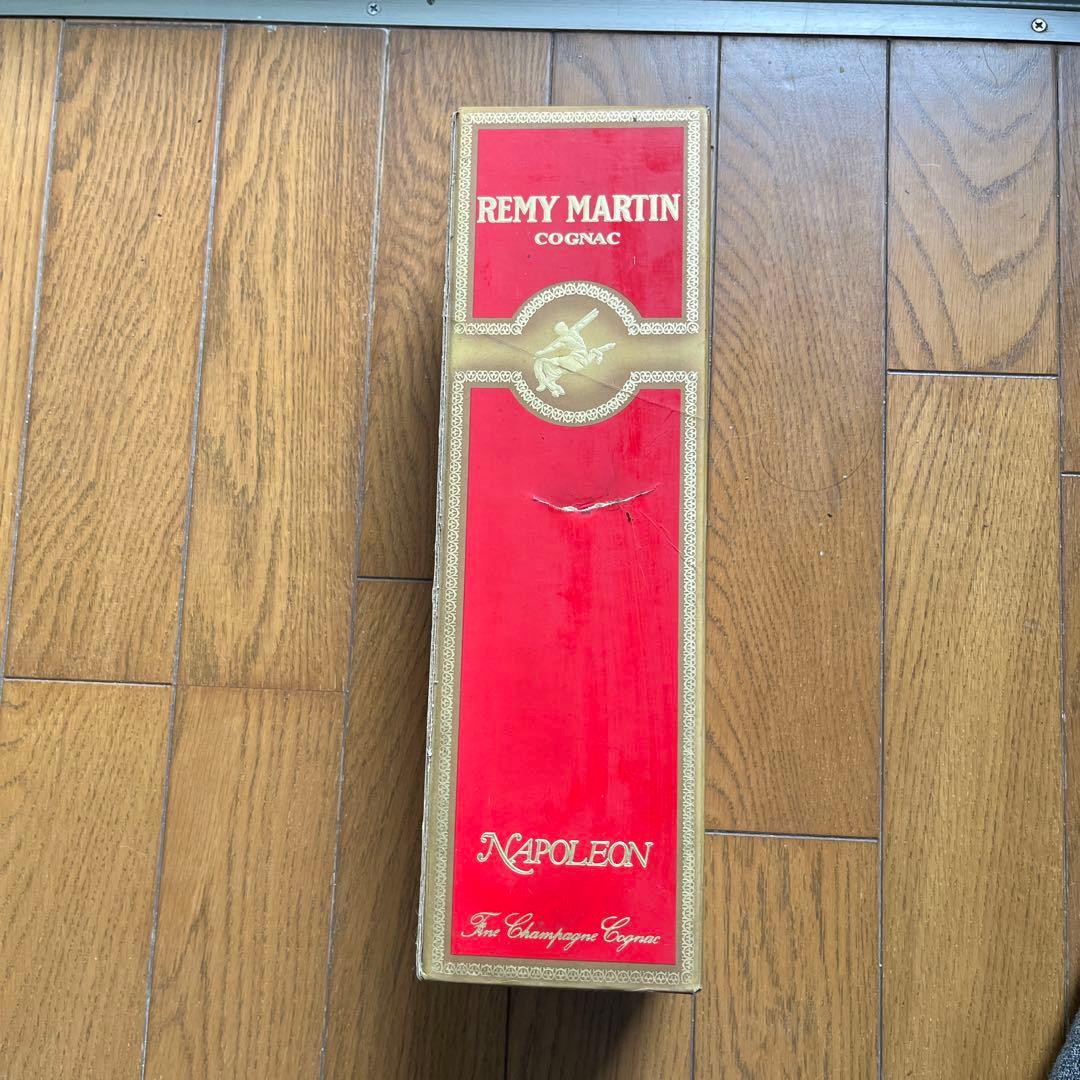 REMY MARTIN
COGNAC
NAPOLEON
Fine Champagne Cognac